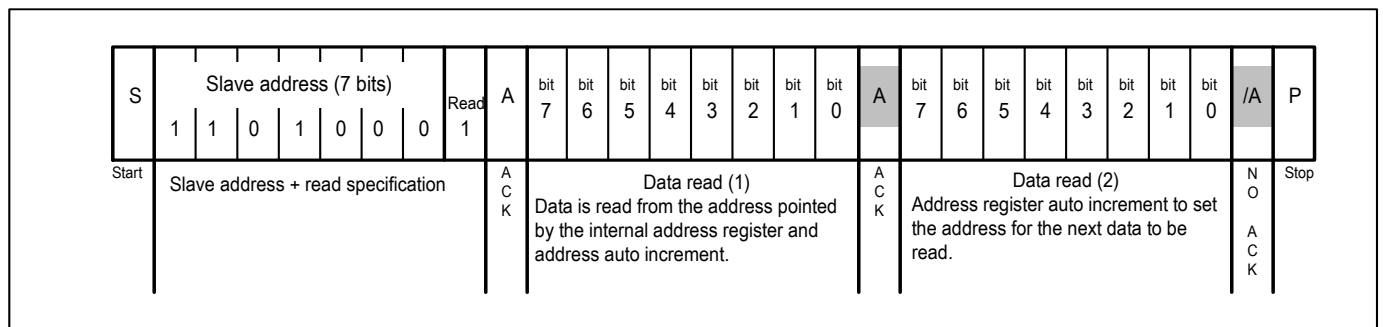 S Slave address (7 bits) Read A bit bit bit bit bit bit bit bit A bit bit bit bit bit bit bit bit /A P
1 1 0 1 0 0 0 1 7 6 5 4 3 2 1 0 7 6 5 4 3 2 1 0
Start
Slave address + read specification
A
C
K
Data read (1)
Data is read from the address pointed
by the internal address register and
address auto increment.
A
C
K
Data read (2)
Address register auto increment to set
the address for the next data to be
read.
N
O
A
C
K
Stop